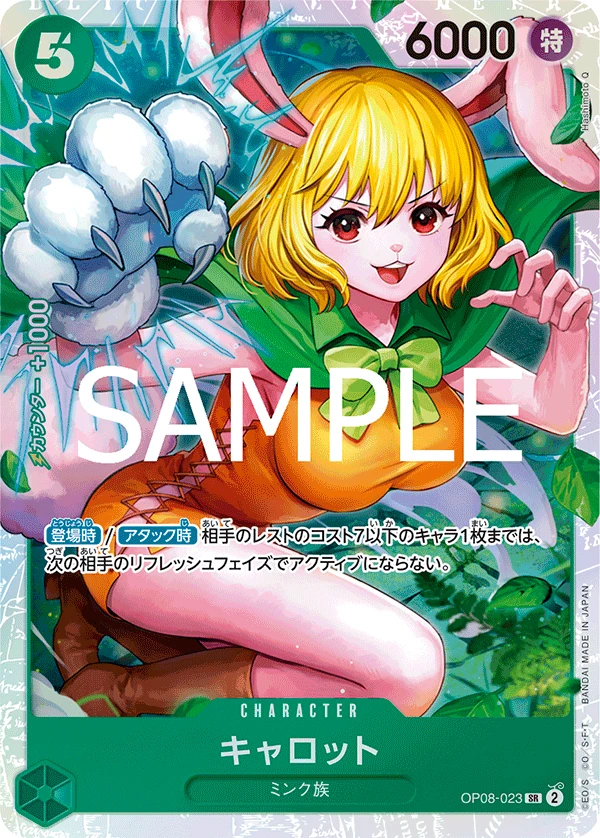 5
6000 特
Hashimoto Q
カウンター +1000
SAMPLE
登場時 / アタック時 相手のレストのコスト7以下のキャラ1枚までは、
次の相手のリフレッシュフェイズでアクティブにならない。
©E.O/S ©O/S・F・T BANDAI MADE IN JAPAN
CHARACTER
キャロット
ミンク族
OP08-023 SR 2